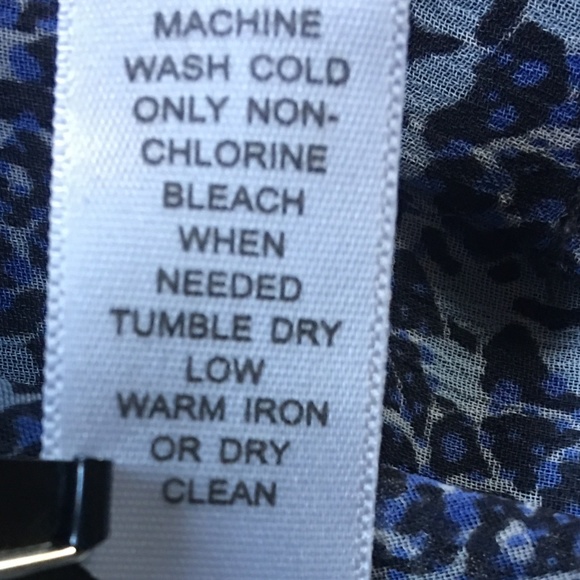 MACHINE
WASH COLD
ONLY NON-
CHLORINE
BLEACH
WHEN
NEEDED
TUMBLE DRY
LOW
WARM IRON
OR DRY
CLEAN